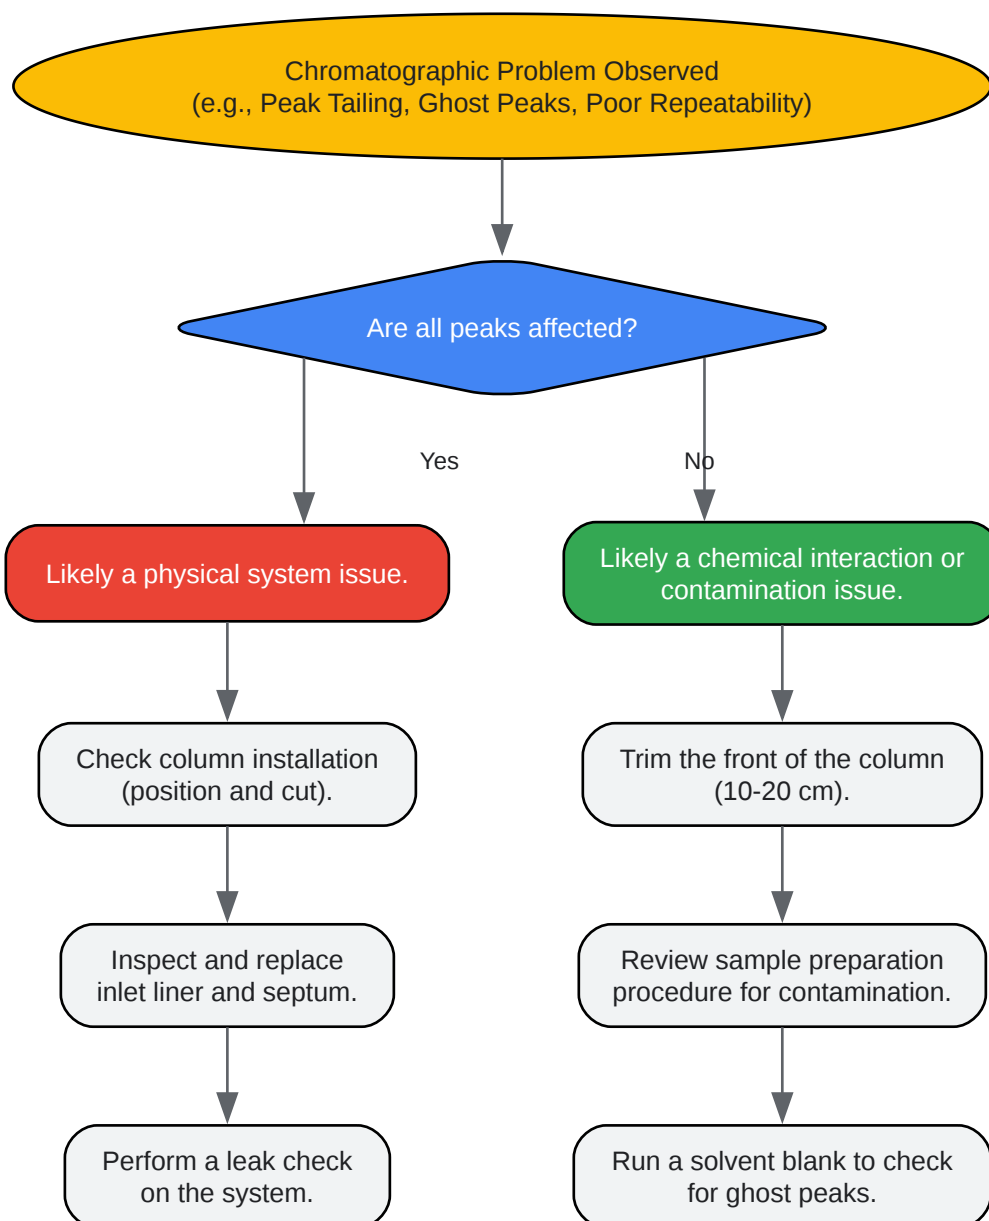 Chromatographic Problem Observed
(e.g., Peak Tailing, Ghost Peaks, Poor Repeatability)
Are all peaks affected?
Yes
No
Likely a physical system issue.
Likely a chemical interaction or
contamination issue.
Check column installation
(position and cut).
Trim the front of the column
(10-20 cm).
Inspect and replace
inlet liner and septum.
Review sample preparation
procedure for contamination.
Perform a leak check
on the system.
Run a solvent blank to check
for ghost peaks.